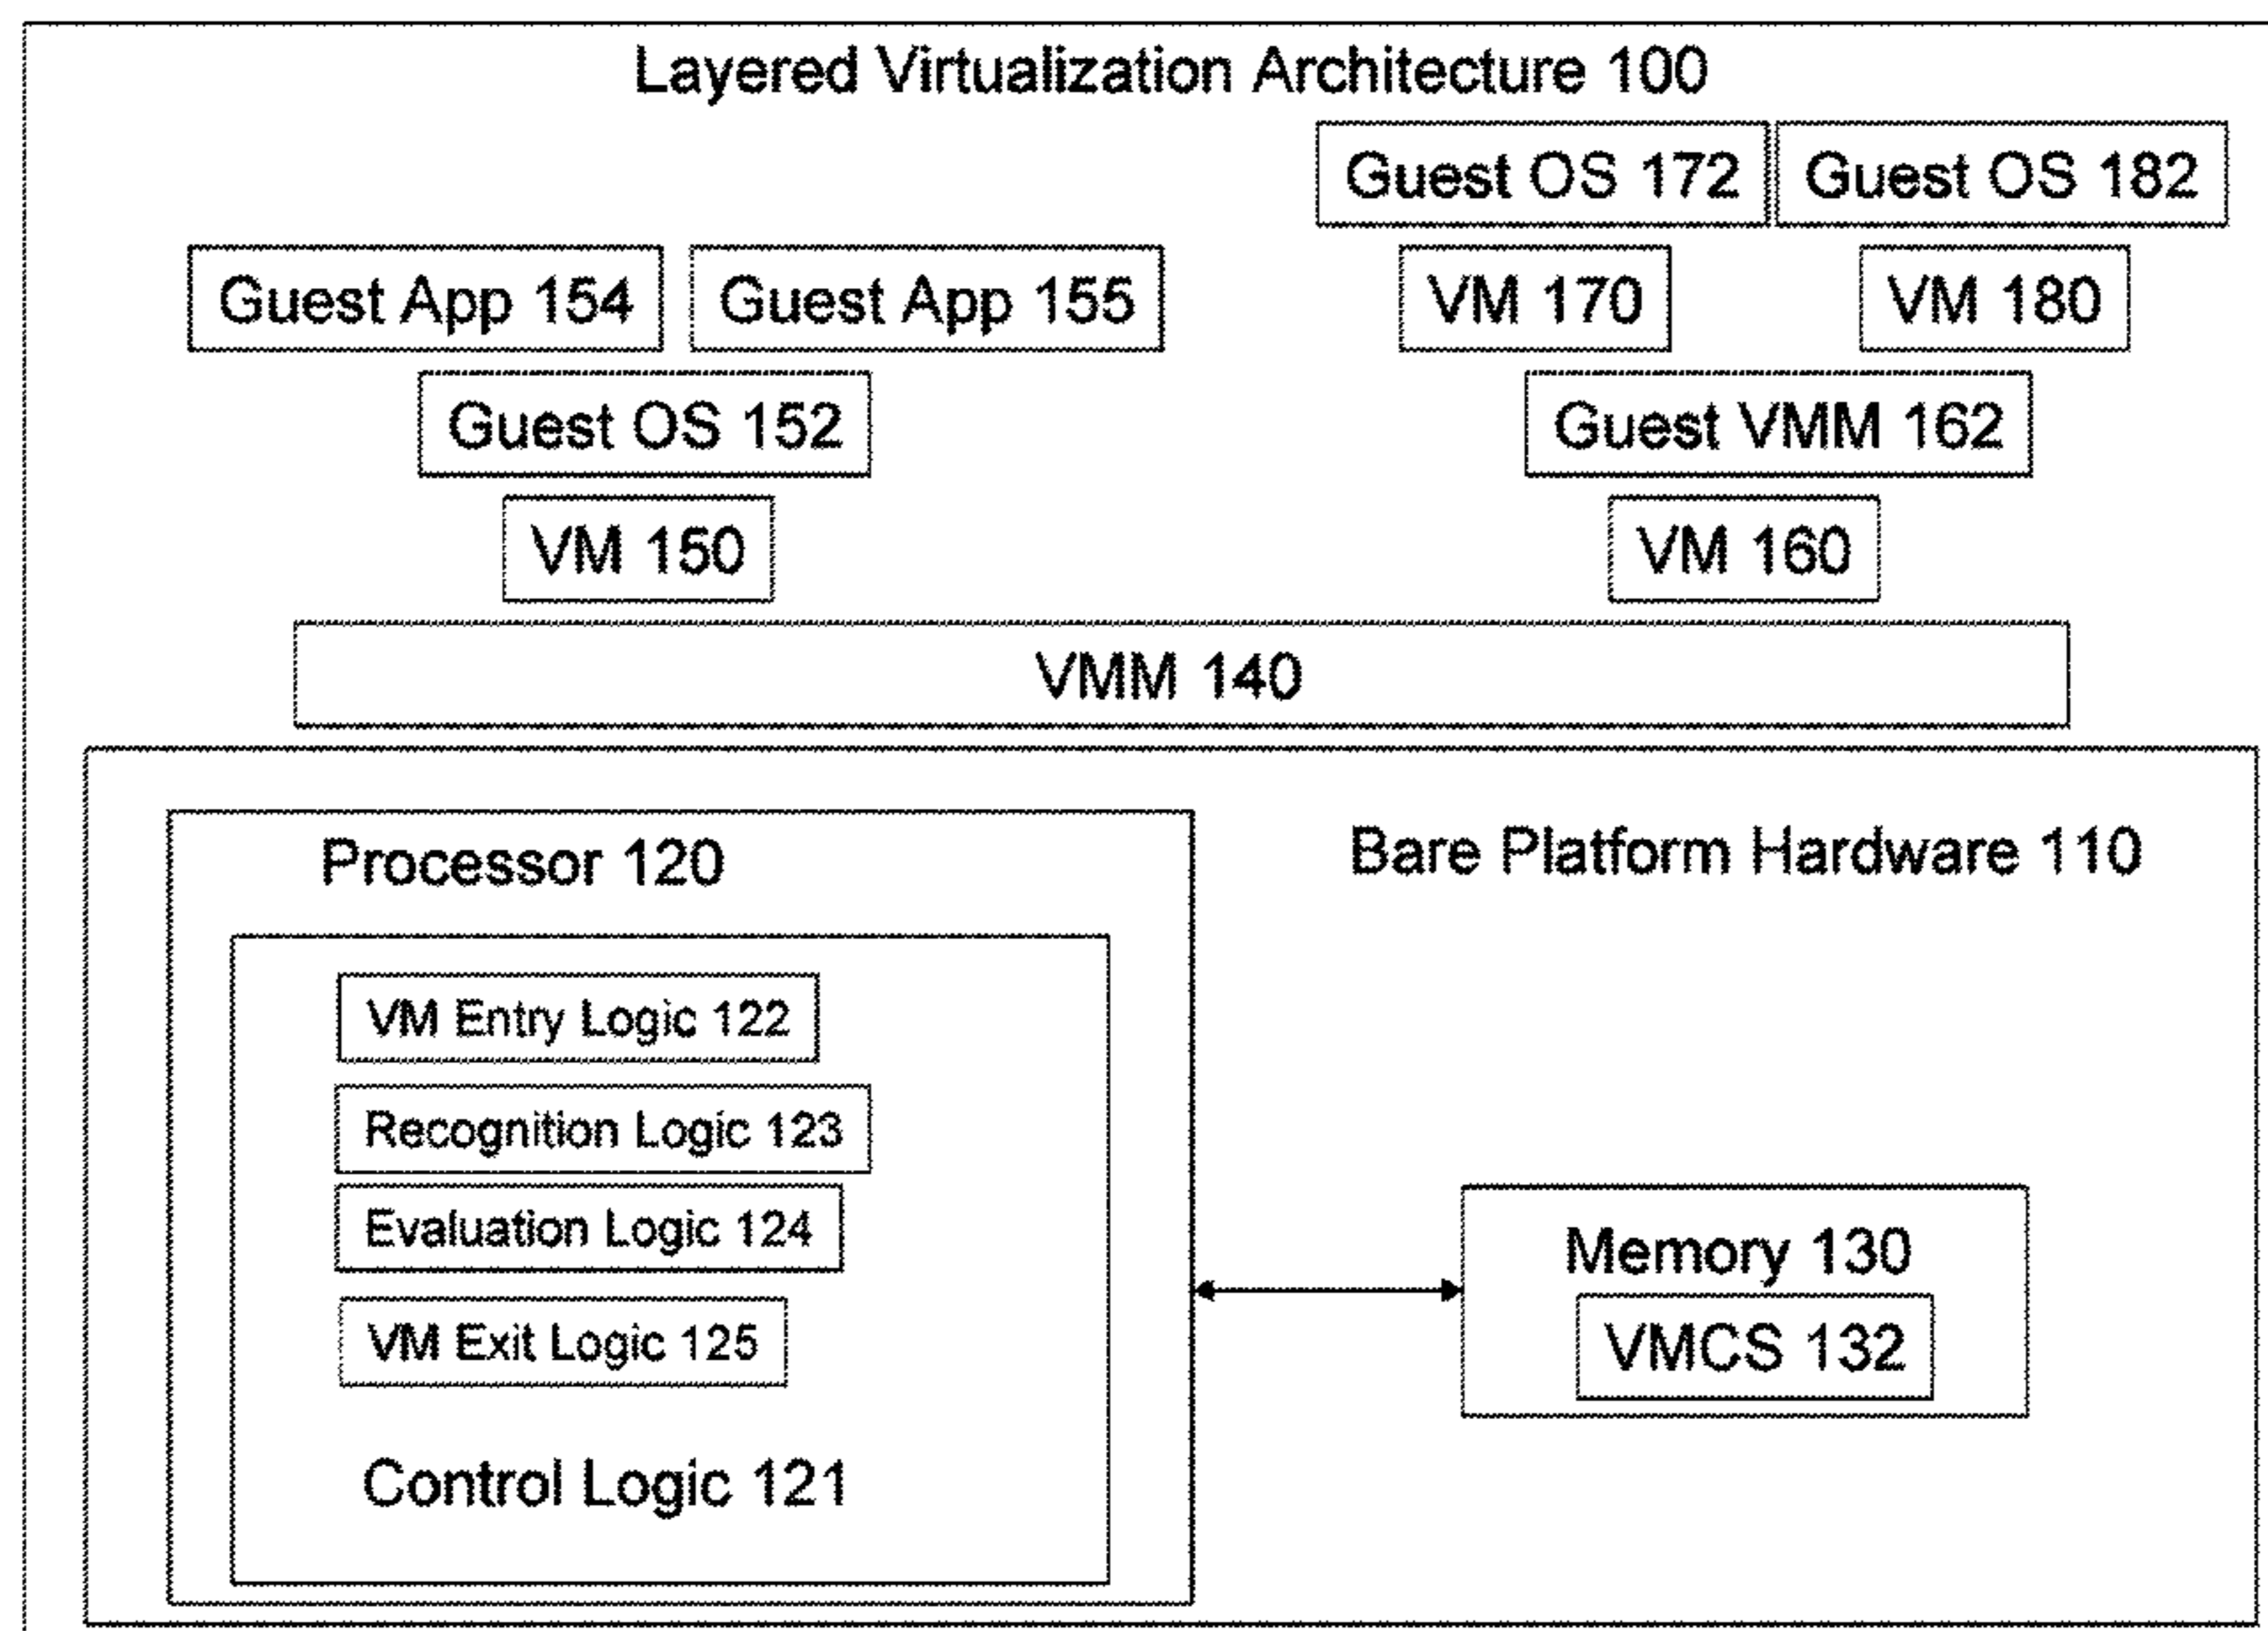 Layered Virtualization Architecture 100
Guest OS 172
Guest OS 182
Guest App 154
Guest App 155
VM 170
VM 180
Guest OS 152
Guest VMM 162
VM 150
VM 160
VMM 140
Processor 120
Bare Platform Hardware 110
VM Entry Logic 122
Recognition Logic 123
Evaluation Logic 124
VM Exit Logic 125
Control Logic 121
Memory 130
VMCS 132